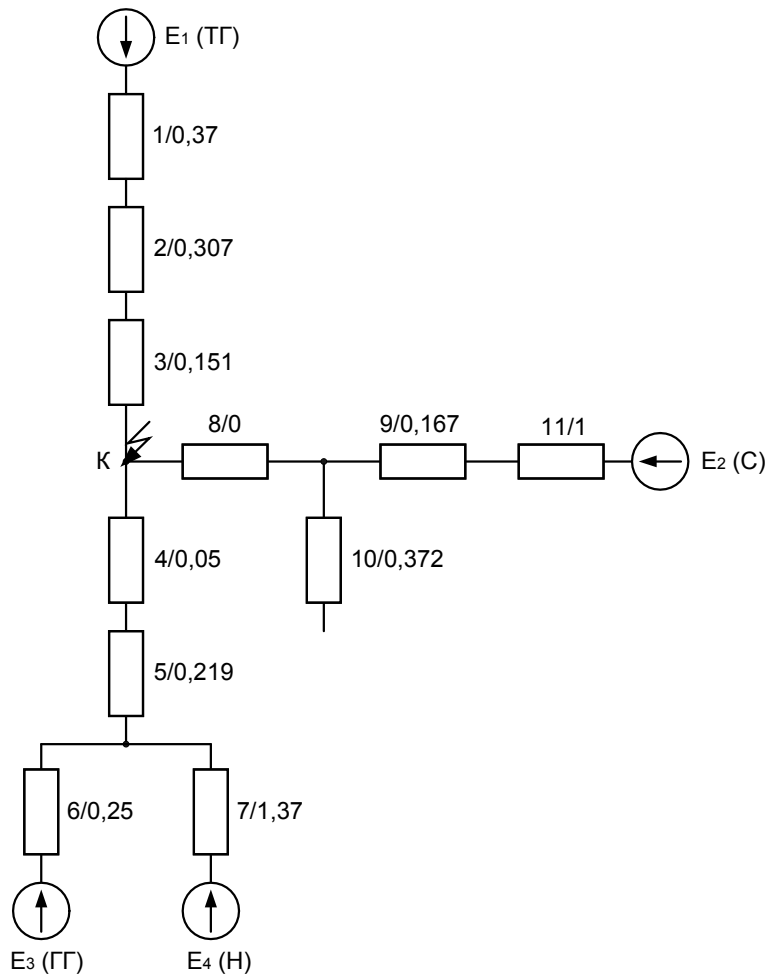 E1 (ТГ)
1/0,37
2/0,307
3/0,151
8/0
9/0,167
11/1
К
E2 (С)
4/0,05
10/0,372
5/0,219
6/0,25
7/1,37
E3 (ГГ)
E4 (Н)